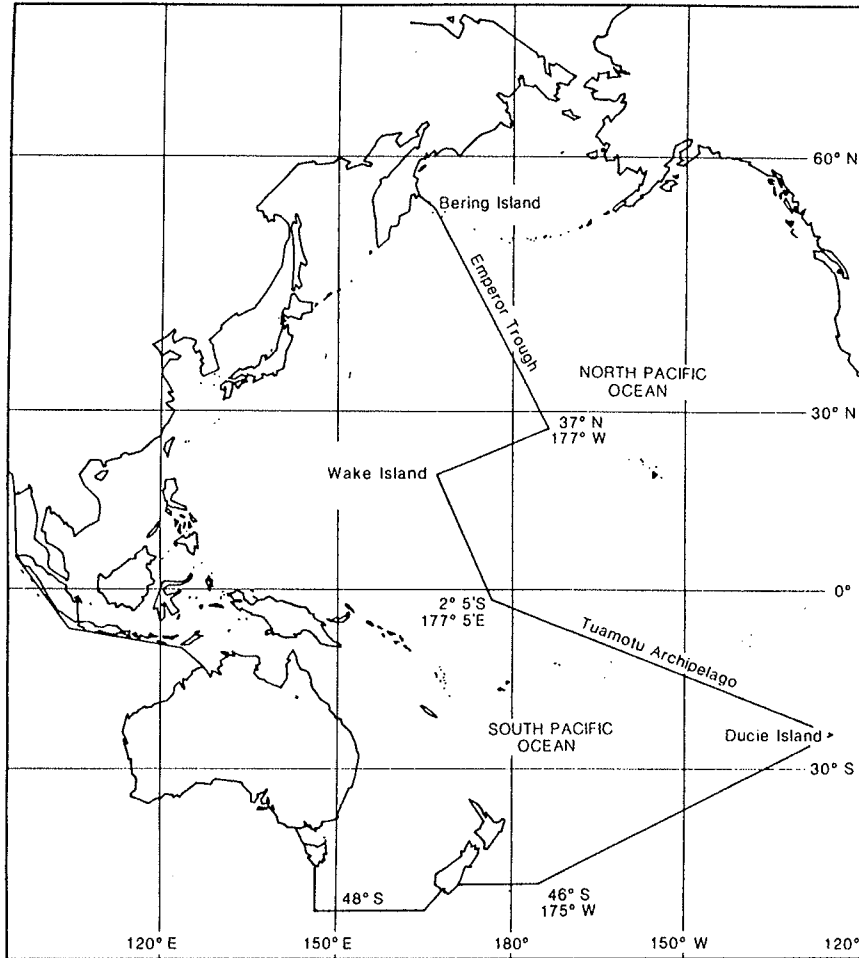 60° N
Bering Island
Emperor Trough
NORTH PACIFIC
OCEAN
30° N
37° N
177° W
Wake Island
0°
2° 5'S
177° 5'E
Tuamotu Archipelago
SOUTH PACIFIC
OCEAN
Ducie Island
30° S
48° S
46° S
175° W
120° E
150° E
180°
150° W
120°